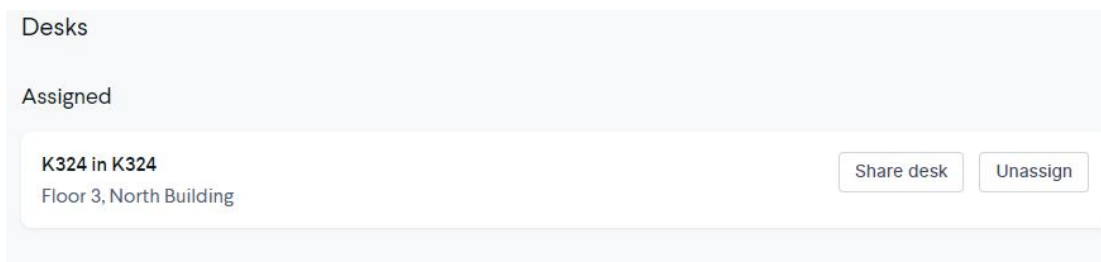 Desks
Assigned
K324 in K324
Share desk
Unassign
Floor 3, North Building